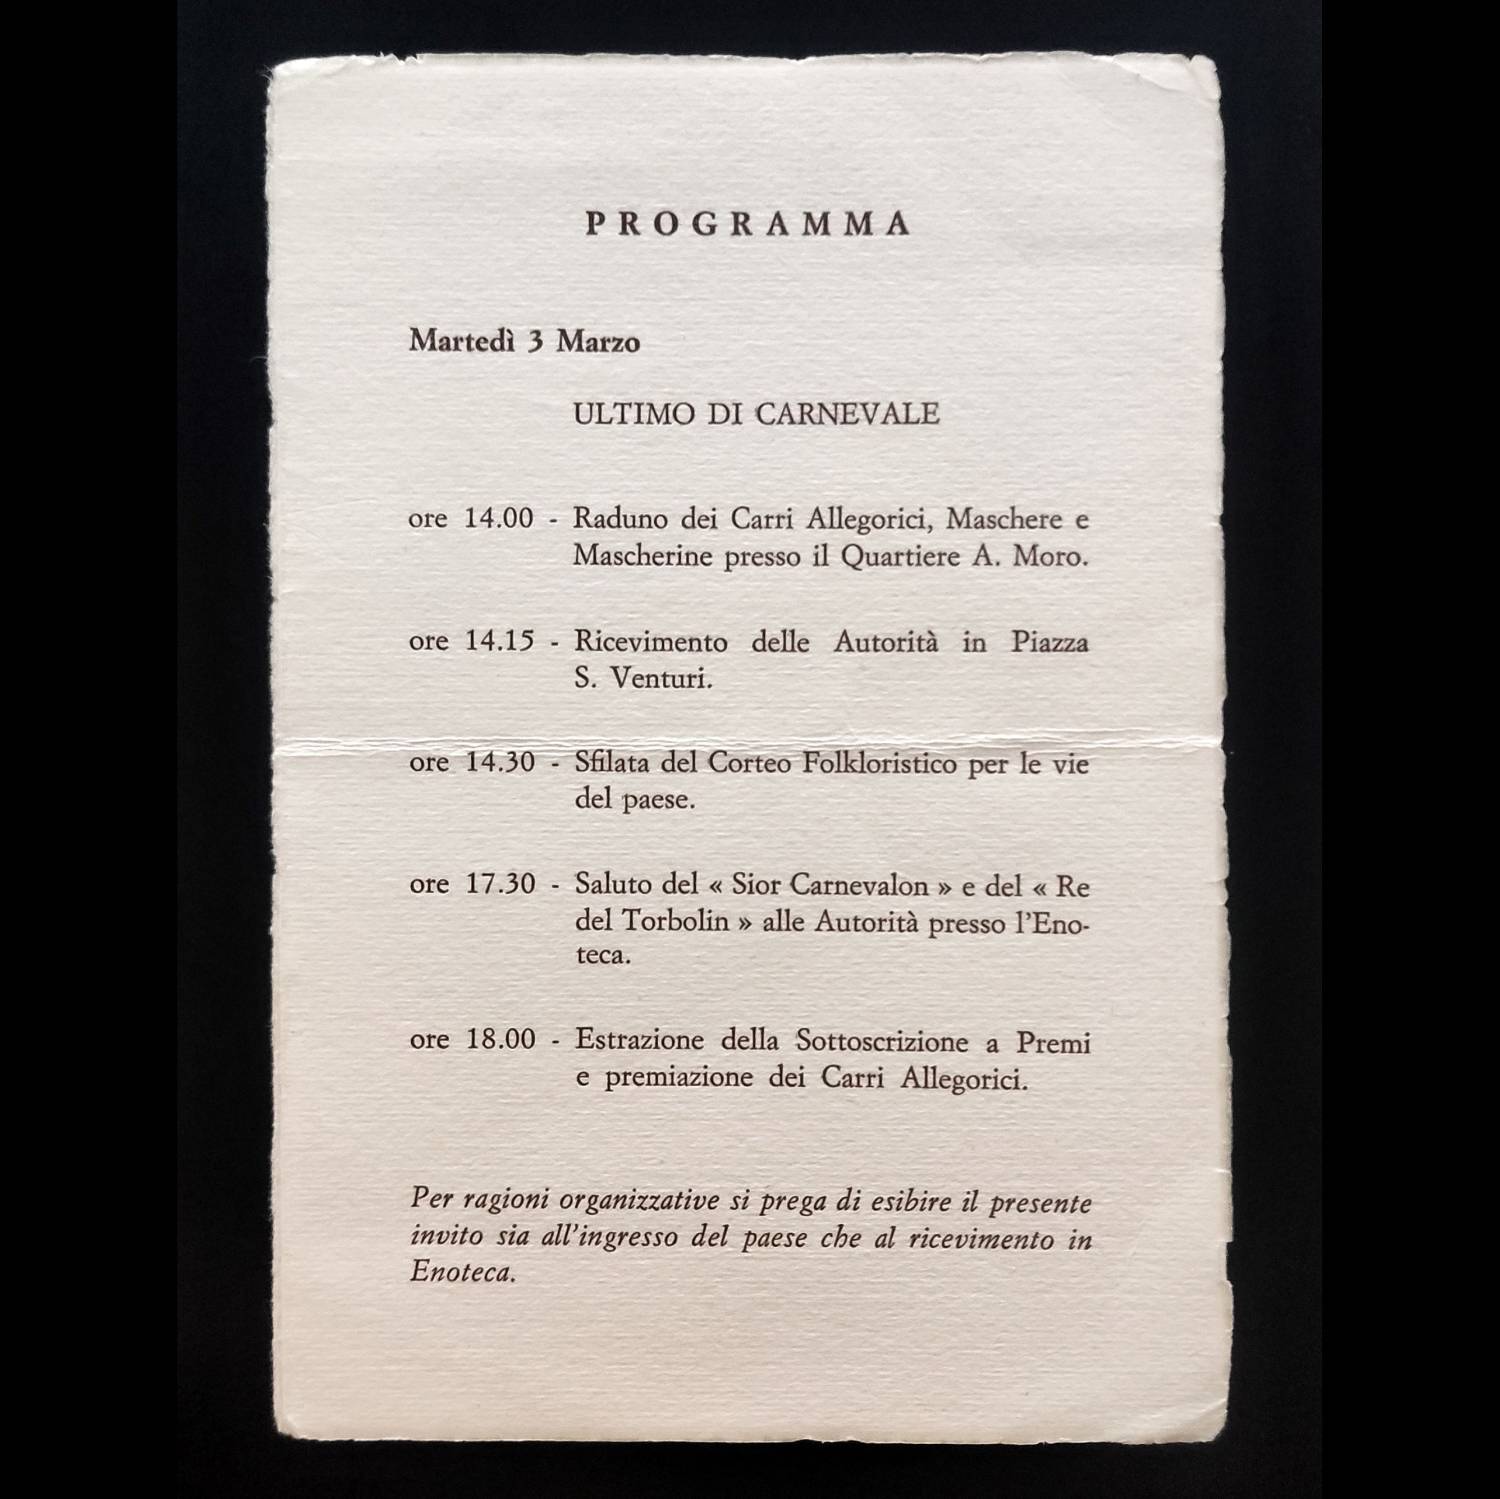 PROGRAMMA
Martedì 3 Marzo
ULTIMO DI CARNEVALE
ore 14.00 - Raduno dei Carri Allegorici, Maschere e
Mascherine presso il Quartiere A. Moro.
ore 14.15 - Ricevimento delle Autorità in Piazza
S. Venturi.
ore 14.30 - Sfilata del Corteo Folkloristico per le vie
del paese.
ore 17.30 - Saluto del « Sior Carnevalon » e del « Re
del Torbolin » alle Autorità presso l'Eno-
teca.
ore 18.00 - Estrazione della Sottoscrizione a Premi
e premiazione dei Carri Allegorici.
Per ragioni organizzative si prega di esibire il presente
invito sia all'ingresso del paese che al ricevimento in
Enoteca.